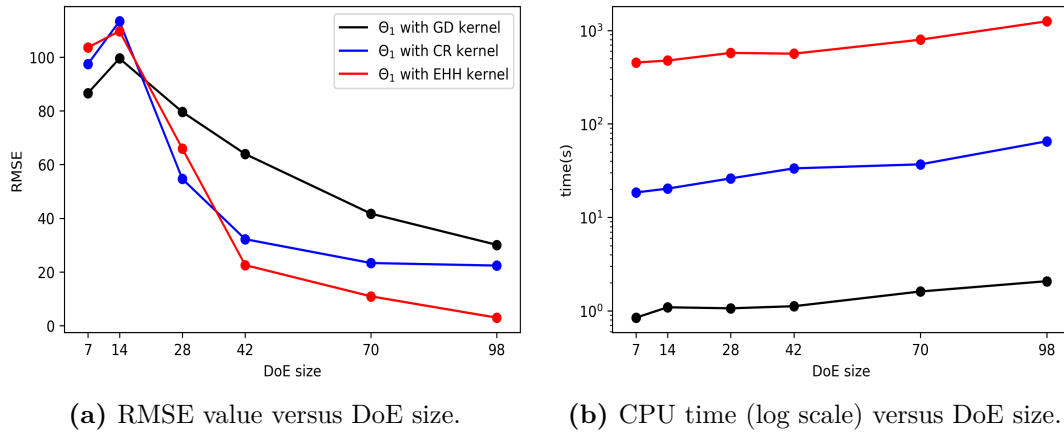 Θ₁ with GD kernel
Θ₁ with CR kernel
Θ₁ with EHH kernel
RMSE
100
80
60
40
20
0
7 14 28 42 70 98
DoE size
(a) RMSE value versus DoE size.
time(s)
10³
10²
10¹
10⁰
7 14 28 42 70 98
DoE size
(b) CPU time (log scale) versus DoE size.